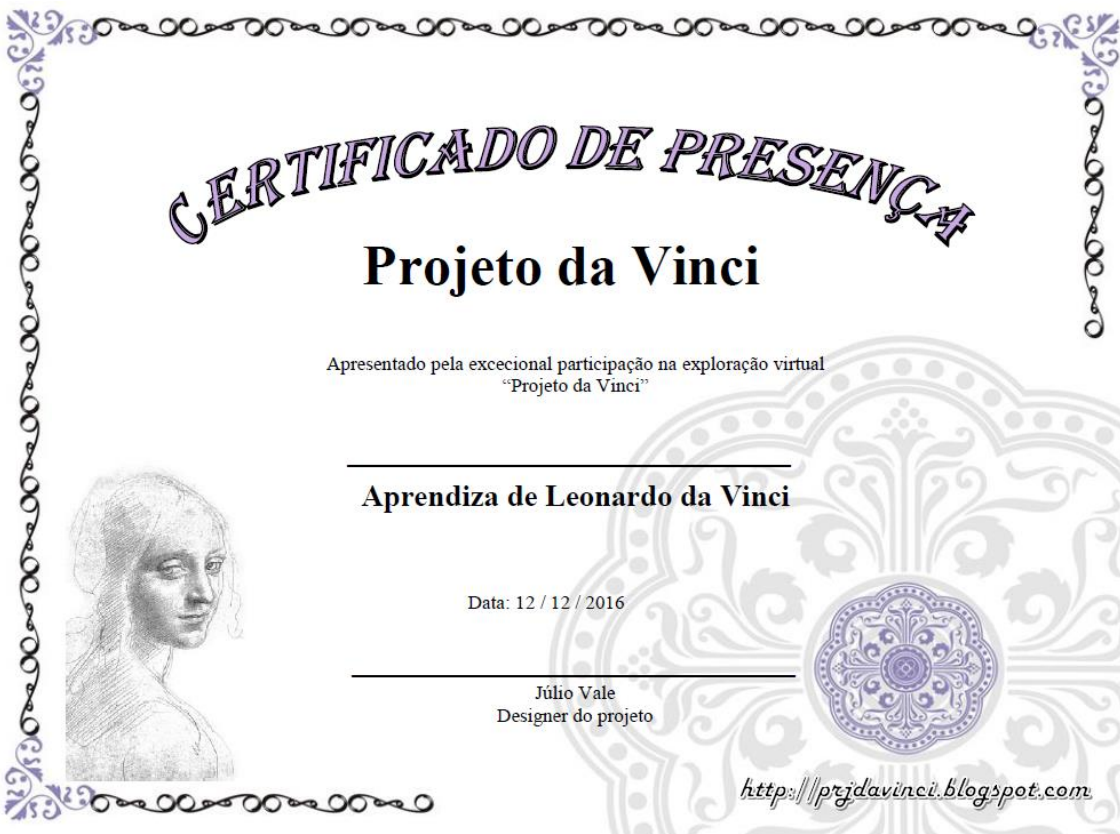 CERTIFICADO DE PRESENÇA
Projeto da Vinci
Apresentado pela excecional participação na exploração virtual
“Projeto da Vinci”
Aprendiza de Leonardo da Vinci
Data: 12 / 12 / 2016
Júlio Vale
Designer do projeto
http://prjdavinci.blogspot.com